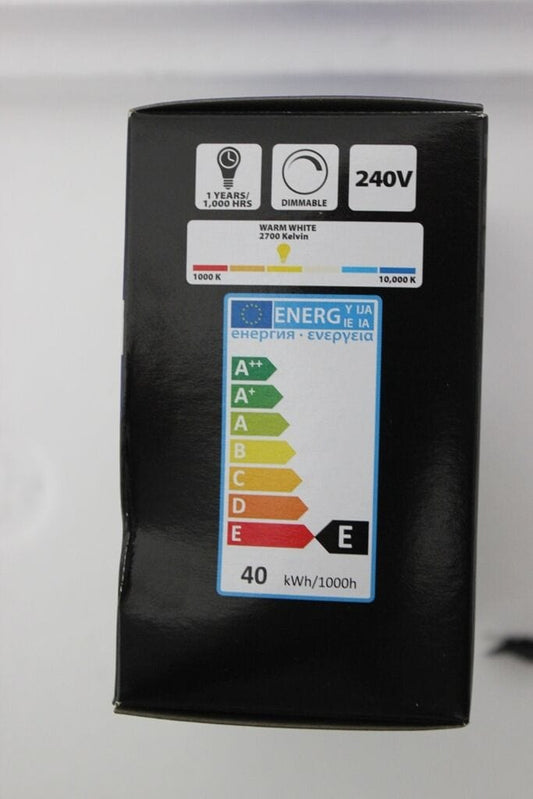 1 YEARS/
1,000 HRS
DIMMABLE
240V
WARM WHITE
2700 Kelvin
1000 K
10,000 K
ENERG Y IJA
IE IA
енергия · ενεργεια
A++
A+
A
B
C
D
E
E
40 kWh/1000h